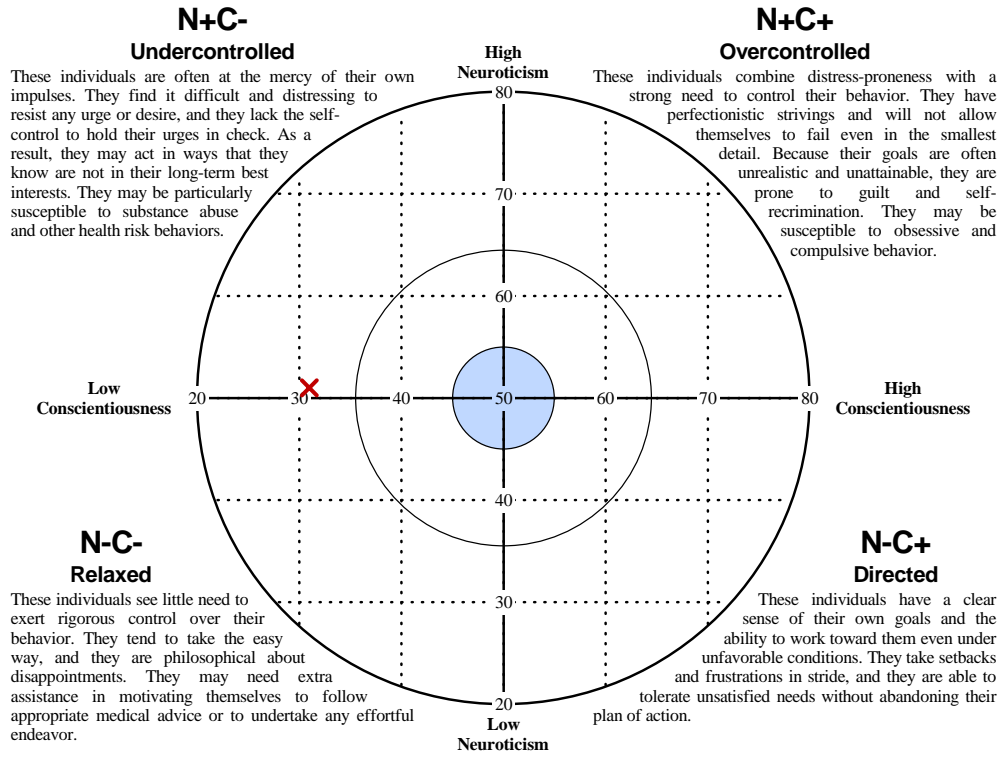 N+C-
Undercontrolled
These individuals are often at the mercy of their own
impulses. They find it difficult and distressing to
resist any urge or desire, and they lack the self-
control to hold their urges in check. As a
result, they may act in ways that they
know are not in their long-term best
interests. They may be particularly
susceptible to substance abuse
and other health risk behaviors.
High
Neuroticism
N+C+
Overcontrolled
These individuals combine distress-proneness with a
strong need to control their behavior. They have
perfectionistic strivings and will not allow
themselves to fail even in the smallest
detail. Because their goals are often
unrealistic and unattainable, they are
prone to guilt and self-
recrimination. They may be
susceptible to obsessive and
compulsive behavior.
80
70
60
Low
Conscientiousness
20 30 40 50 60 70 80
High
Conscientiousness
40
30
20
N-C-
Relaxed
These individuals see little need to
exert rigorous control over their
behavior. They tend to take the easy
way, and they are philosophical about
disappointments. They may need extra
assistance in motivating themselves to follow
appropriate medical advice or to undertake any effortful
endeavor.
Low
Neuroticism
N-C+
Directed
These individuals have a clear
sense of their own goals and the
ability to work toward them even under
unfavorable conditions. They take setbacks
and frustrations in stride, and they are able to
tolerate unsatisfied needs without abandoning their
plan of action.